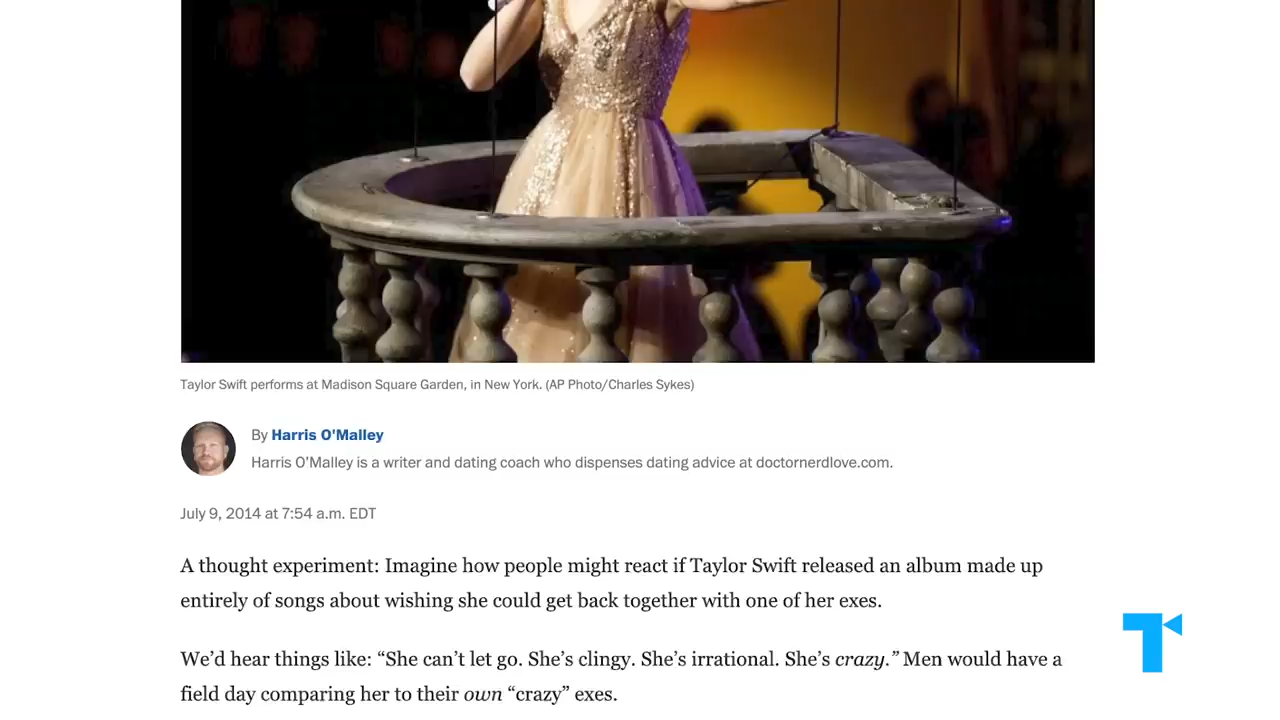 Taylor Swift performs at Madison Square Garden, in New York. (AP Photo/Charles Sykes)
By Harris O'Malley
Harris O’Malley is a writer and dating coach who dispenses dating advice at doctornerdlove.com.
July 9, 2014 at 7:54 a.m. EDT
A thought experiment: Imagine how people might react if Taylor Swift released an album made up
entirely of songs about wishing she could get back together with one of her exes.
We’d hear things like: “She can’t let go. She’s clingy. She’s irrational. She’s crazy.” Men would have a
field day comparing her to their own “crazy” exes.